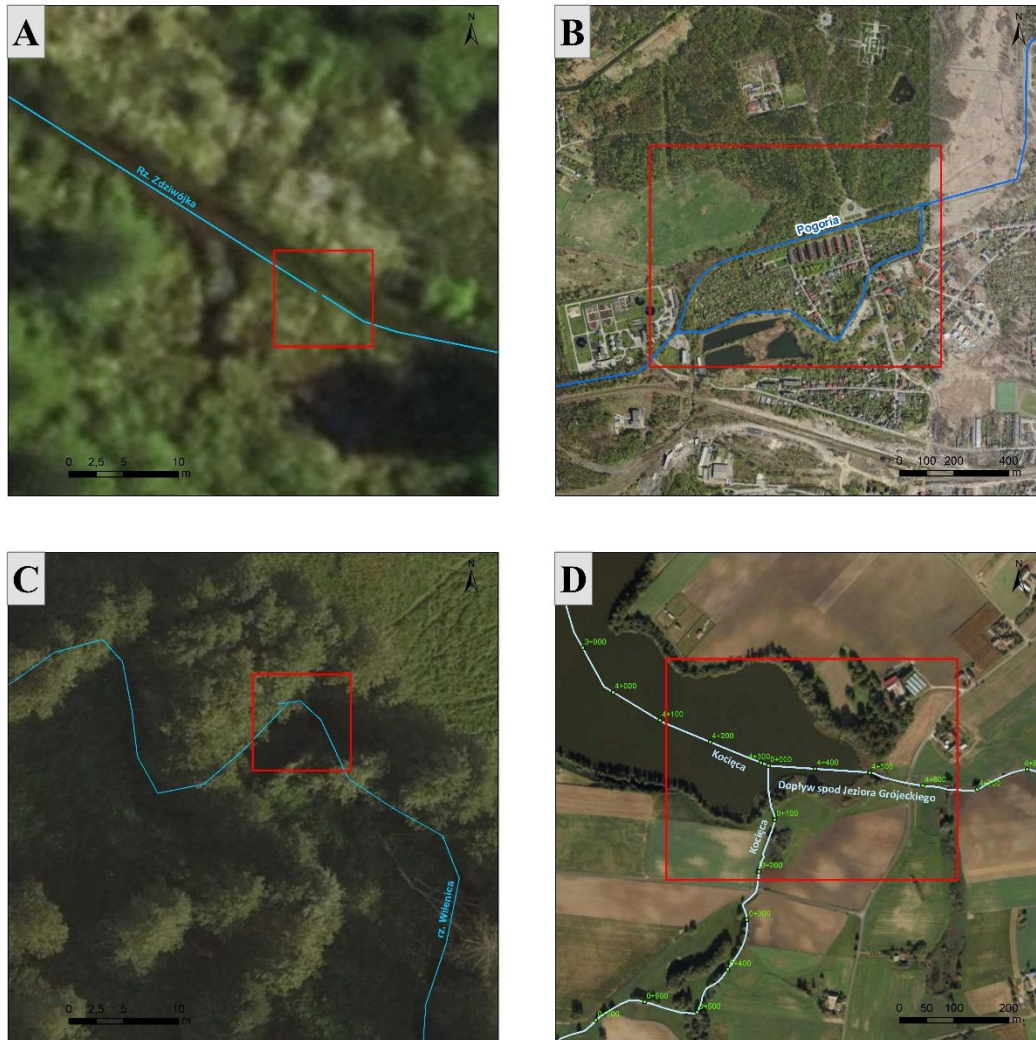 A
N
Rz. Zdziwójka
0 2,5 5 10
m
B
N
Pogoria
0 100 200 400
m
C
N
rz. Wilenica
0 2,5 5 10
m
D
N
3+900
4+000
4+100
4+200
4+300
0+000
4+400
4+500
4+600
4+700
Kocięca
Dopływ spod Jeziora Grójeckiego
0+100
Kocięca
0+200
0+300
0+400
0+500
0+600
0 50 100 200
m